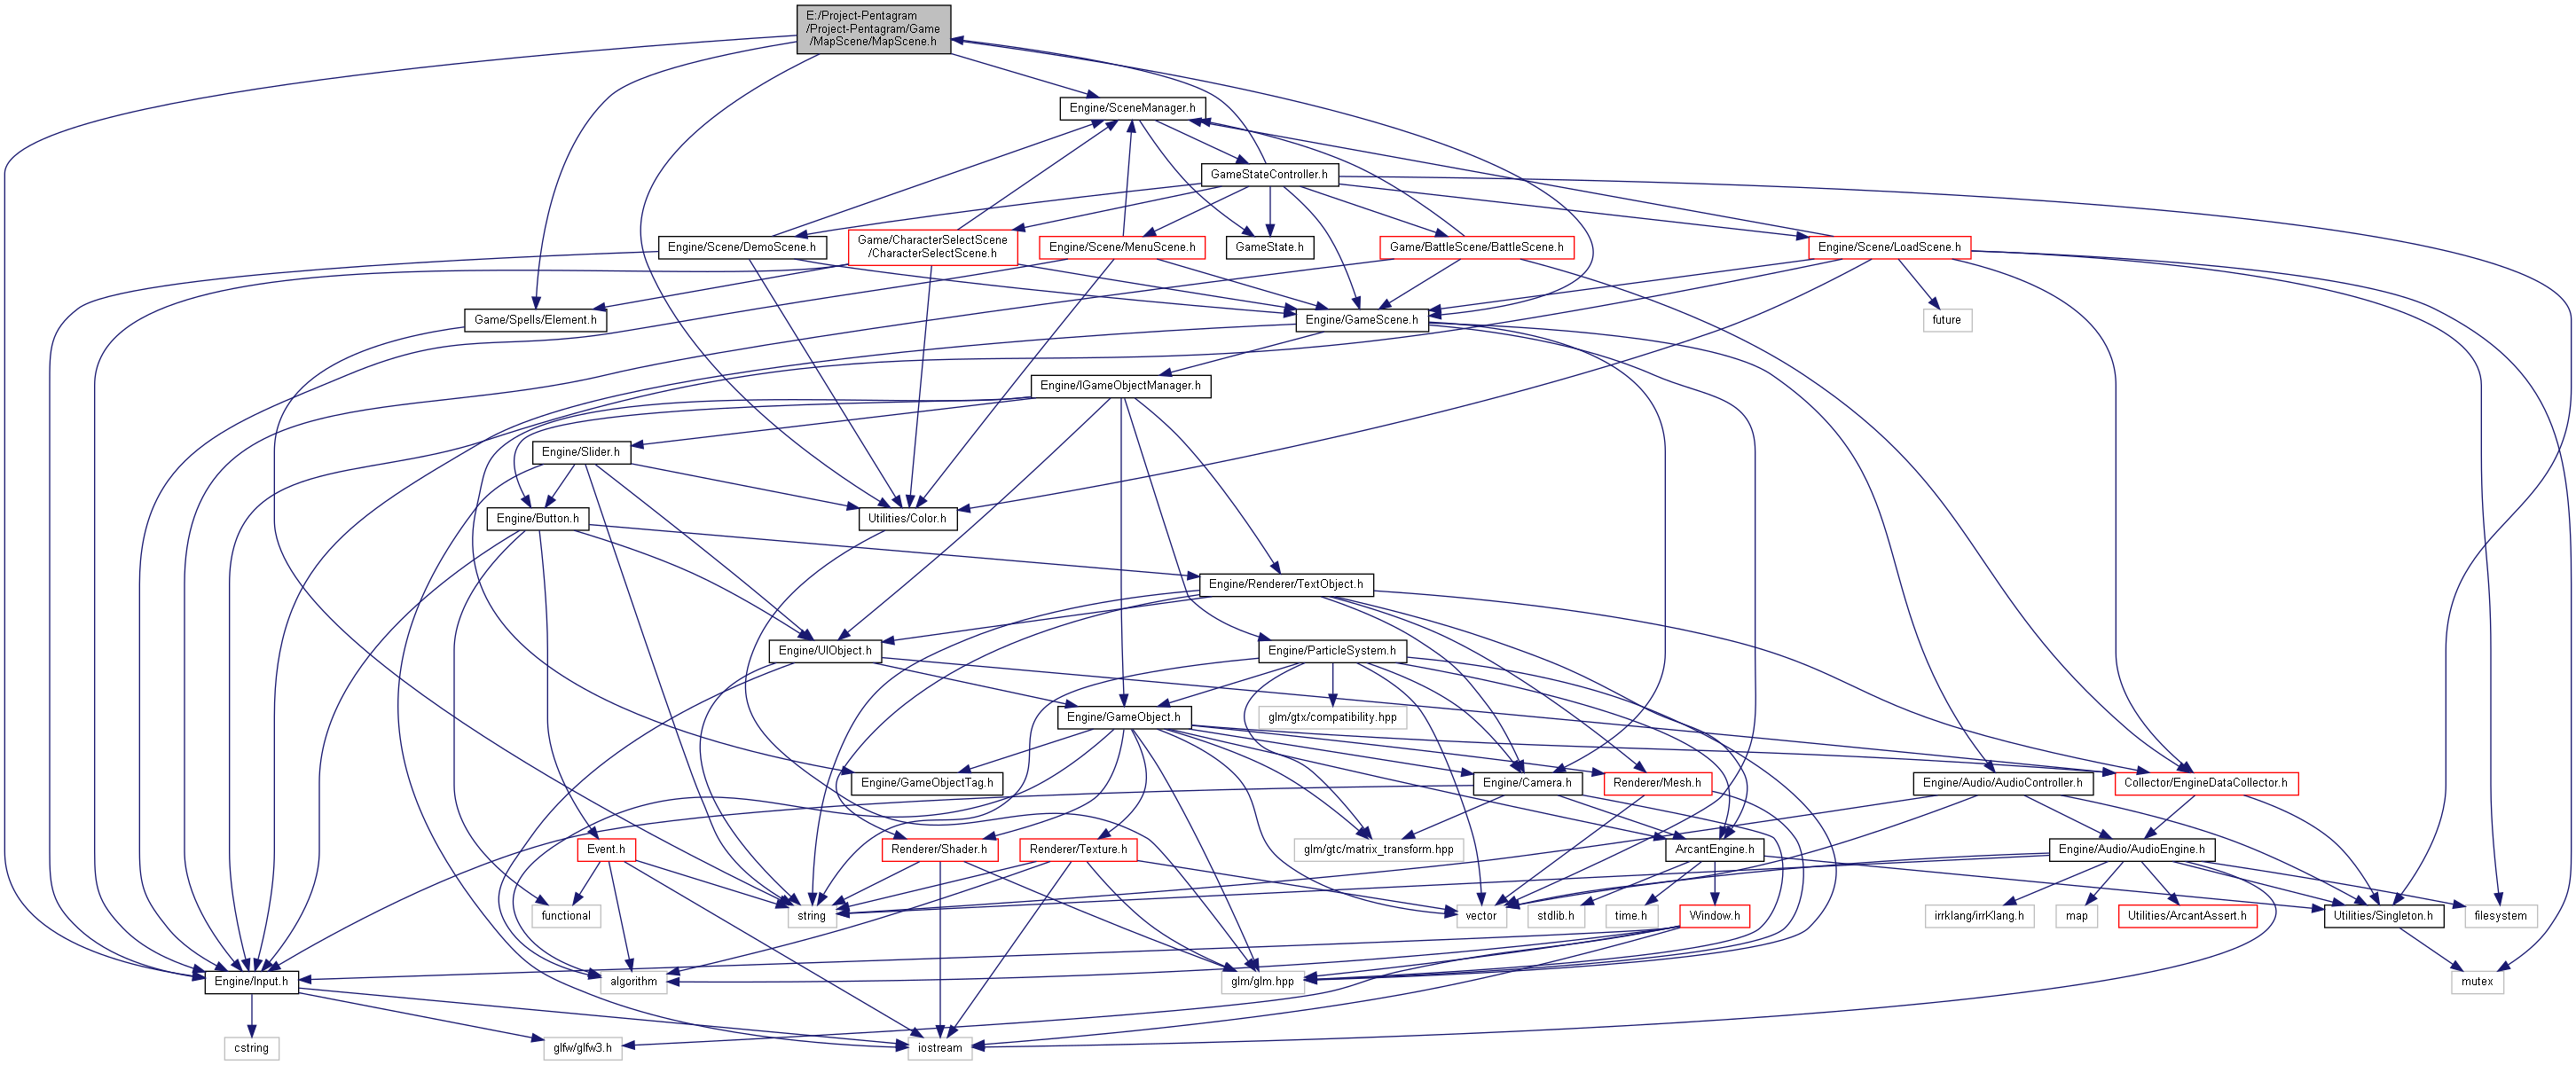 E:/Project-Pentagram
/Project-Pentagram/Game
/MapScene/MapScene.h
Engine/SceneManager.h
GameStateController.h
Engine/Scene/DemoScene.h
Game/CharacterSelectScene
/CharacterSelectScene.h
Engine/Scene/MenuScene.h
GameState.h
Game/BattleScene/BattleScene.h
Engine/Scene/LoadScene.h
Game/Spells/Element.h
Engine/GameScene.h
future
Engine/IGameObjectManager.h
Engine/Slider.h
Engine/Button.h
Utilities/Color.h
Engine/Renderer/TextObject.h
Engine/UIObject.h
Engine/ParticleSystem.h
Engine/GameObject.h
glm/gtx/compatibility.hpp
Engine/GameObjectTag.h
Engine/Camera.h
Renderer/Mesh.h
Engine/Audio/AudioController.h
Collector/EngineDataCollector.h
Event.h
Renderer/Shader.h
Renderer/Texture.h
glm/gtc/matrix_transform.hpp
ArcantEngine.h
Engine/Audio/AudioEngine.h
functional
string
vector
stdlib.h
time.h
Window.h
irrklang/irrKlang.h
map
Utilities/ArcantAssert.h
Utilities/Singleton.h
filesystem
Engine/Input.h
algorithm
glm/glm.hpp
mutex
cstring
glfw/glfw3.h
iostream